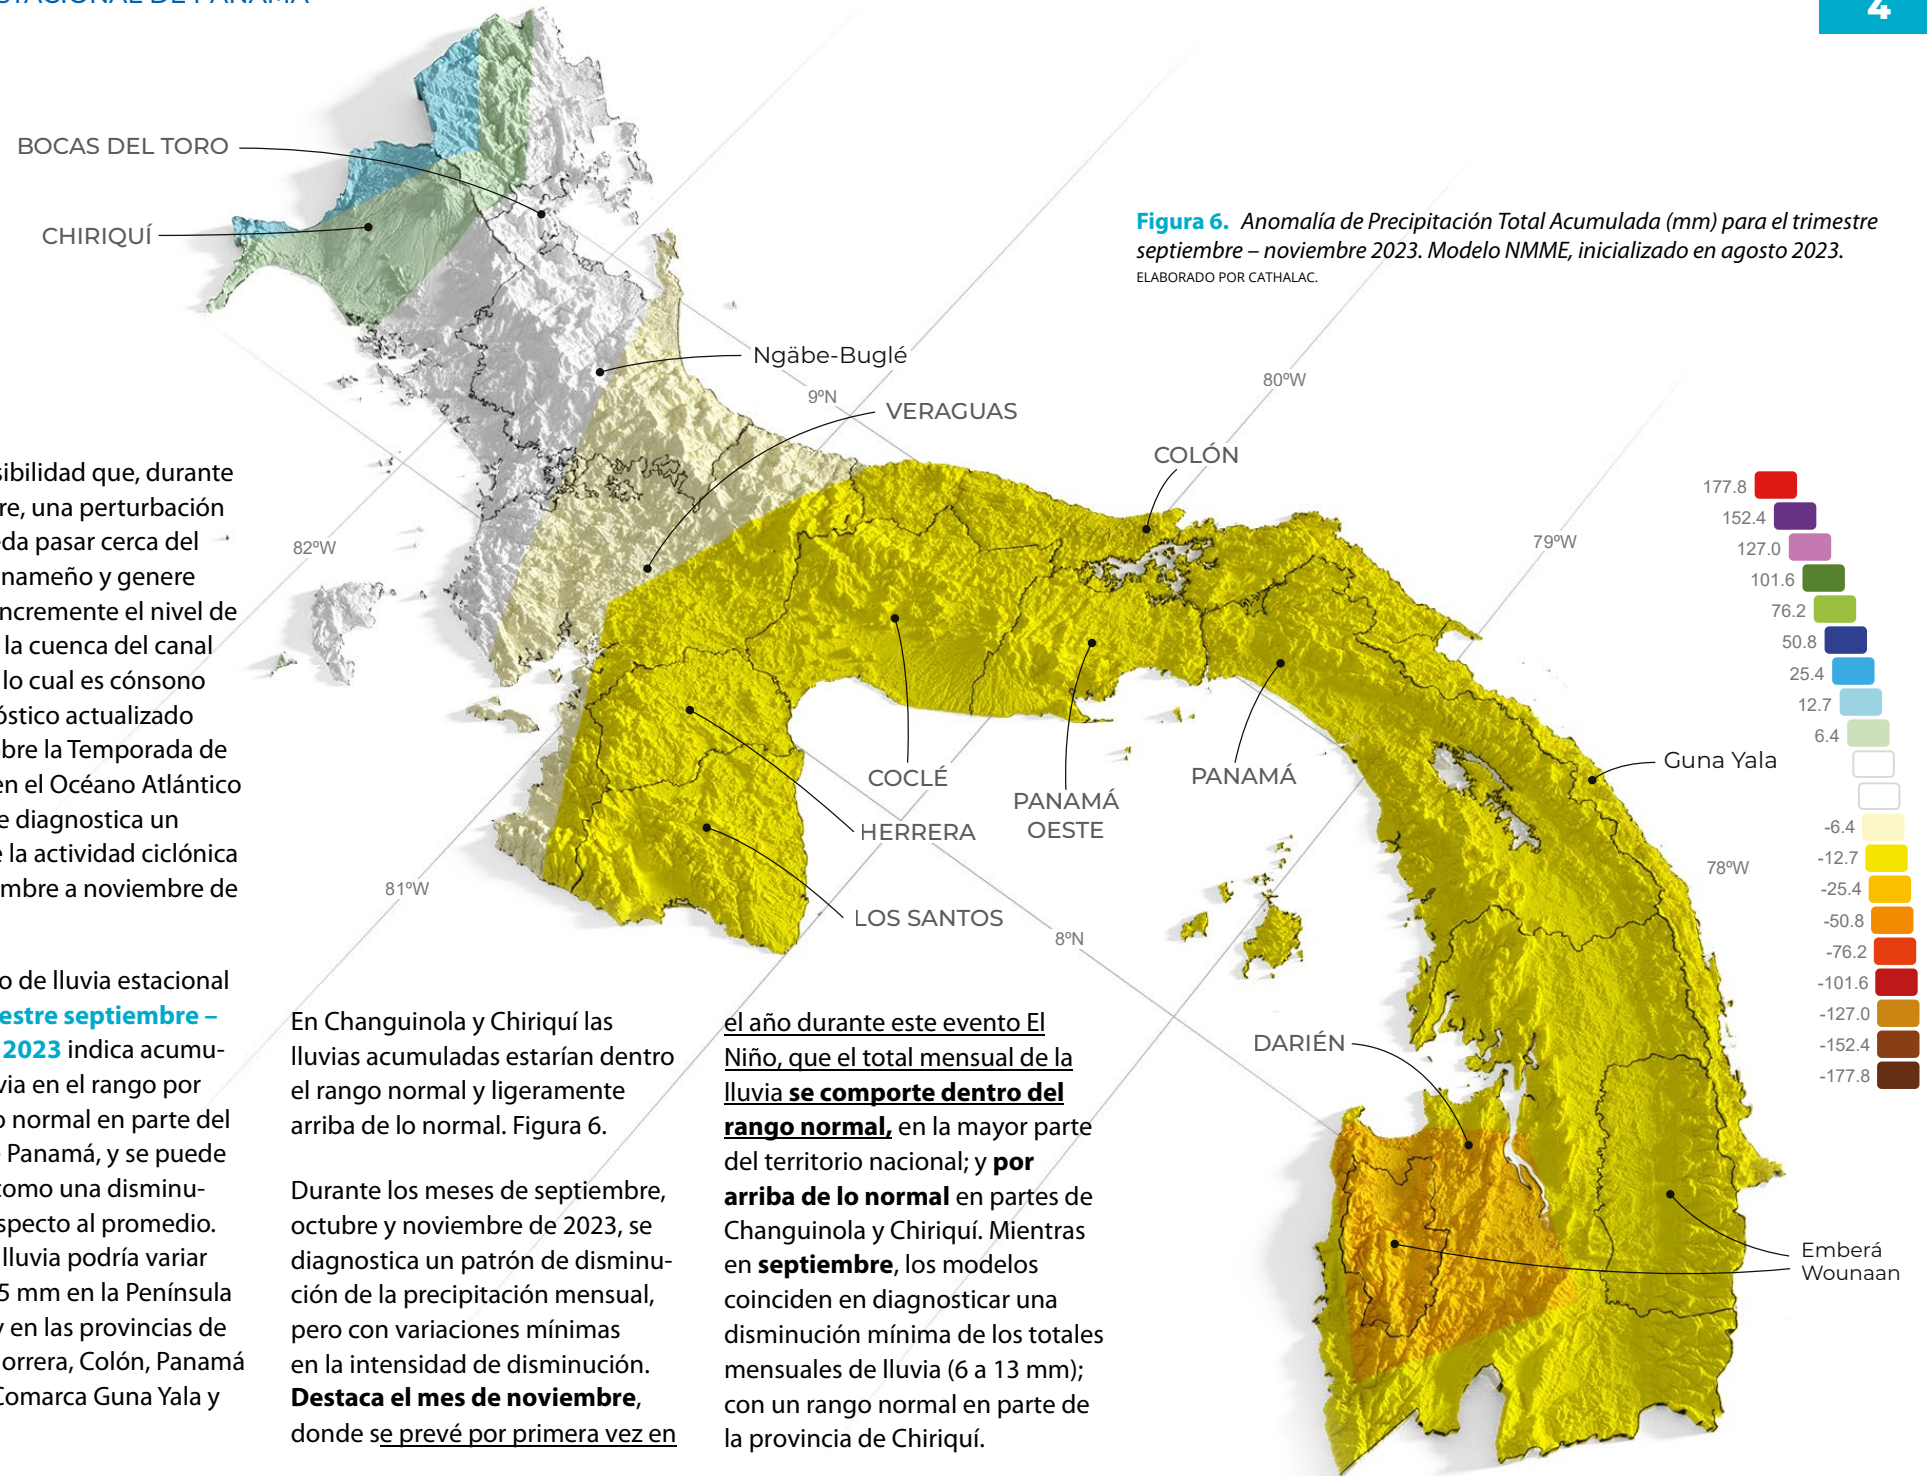 4
BOCAS DEL TORO
CHIRIQUÍ
Figura 6. Anomalía de Precipitación Total Acumulada (mm) para el trimestre
septiembre – noviembre 2023. Modelo NMME, inicializado en agosto 2023.
ELABORADO POR CATHALAC.
Ngäbe-Buglé
9ºN
80ºW
VERAGUAS
COLÓN
82ºW
79ºW
COCLÉ
PANAMÁ
OESTE
PANAMÁ
Guna Yala
HERRERA
81ºW
78ºW
LOS SANTOS
8ºN
DARIÉN
Emberá
Wounaan
177.8
152.4
127.0
101.6
76.2
50.8
25.4
12.7
6.4
-6.4
-12.7
-25.4
-50.8
-76.2
-101.6
-127.0
-152.4
-177.8
sibilidad que, durante
re, una perturbación
eda pasar cerca del
nameño y genere
incremente el nivel de
la cuenca del canal
lo cual es cónsono
óstico actualizado
obre la Temporada de
en el Océano Atlántico
e diagnostica un
e la actividad ciclónica
embre a noviembre de
o de lluvia estacional
estre septiembre –
2023 indica acumu-
via en el rango por
o normal en parte del
Panamá, y se puede
como una disminu-
specto al promedio.
lluvia podría variar
5 mm en la Península
y en las provincias de
orrera, Colón, Panamá
Comarca Guna Yala y
En Changuinola y Chiriquí las
lluvias acumuladas estarían dentro
el rango normal y ligeramente
arriba de lo normal. Figura 6.
Durante los meses de septiembre,
octubre y noviembre de 2023, se
diagnostica un patrón de disminu-
ción de la precipitación mensual,
pero con variaciones mínimas
en la intensidad de disminución.
Destaca el mes de noviembre,
donde se prevé por primera vez en
el año durante este evento El
Niño, que el total mensual de la
lluvia se comporte dentro del
rango normal, en la mayor parte
del territorio nacional; y por
arriba de lo normal en partes de
Changuinola y Chiriquí. Mientras
en septiembre, los modelos
coinciden en diagnosticar una
disminución mínima de los totales
mensuales de lluvia (6 a 13 mm);
con un rango normal en parte de
la provincia de Chiriquí.